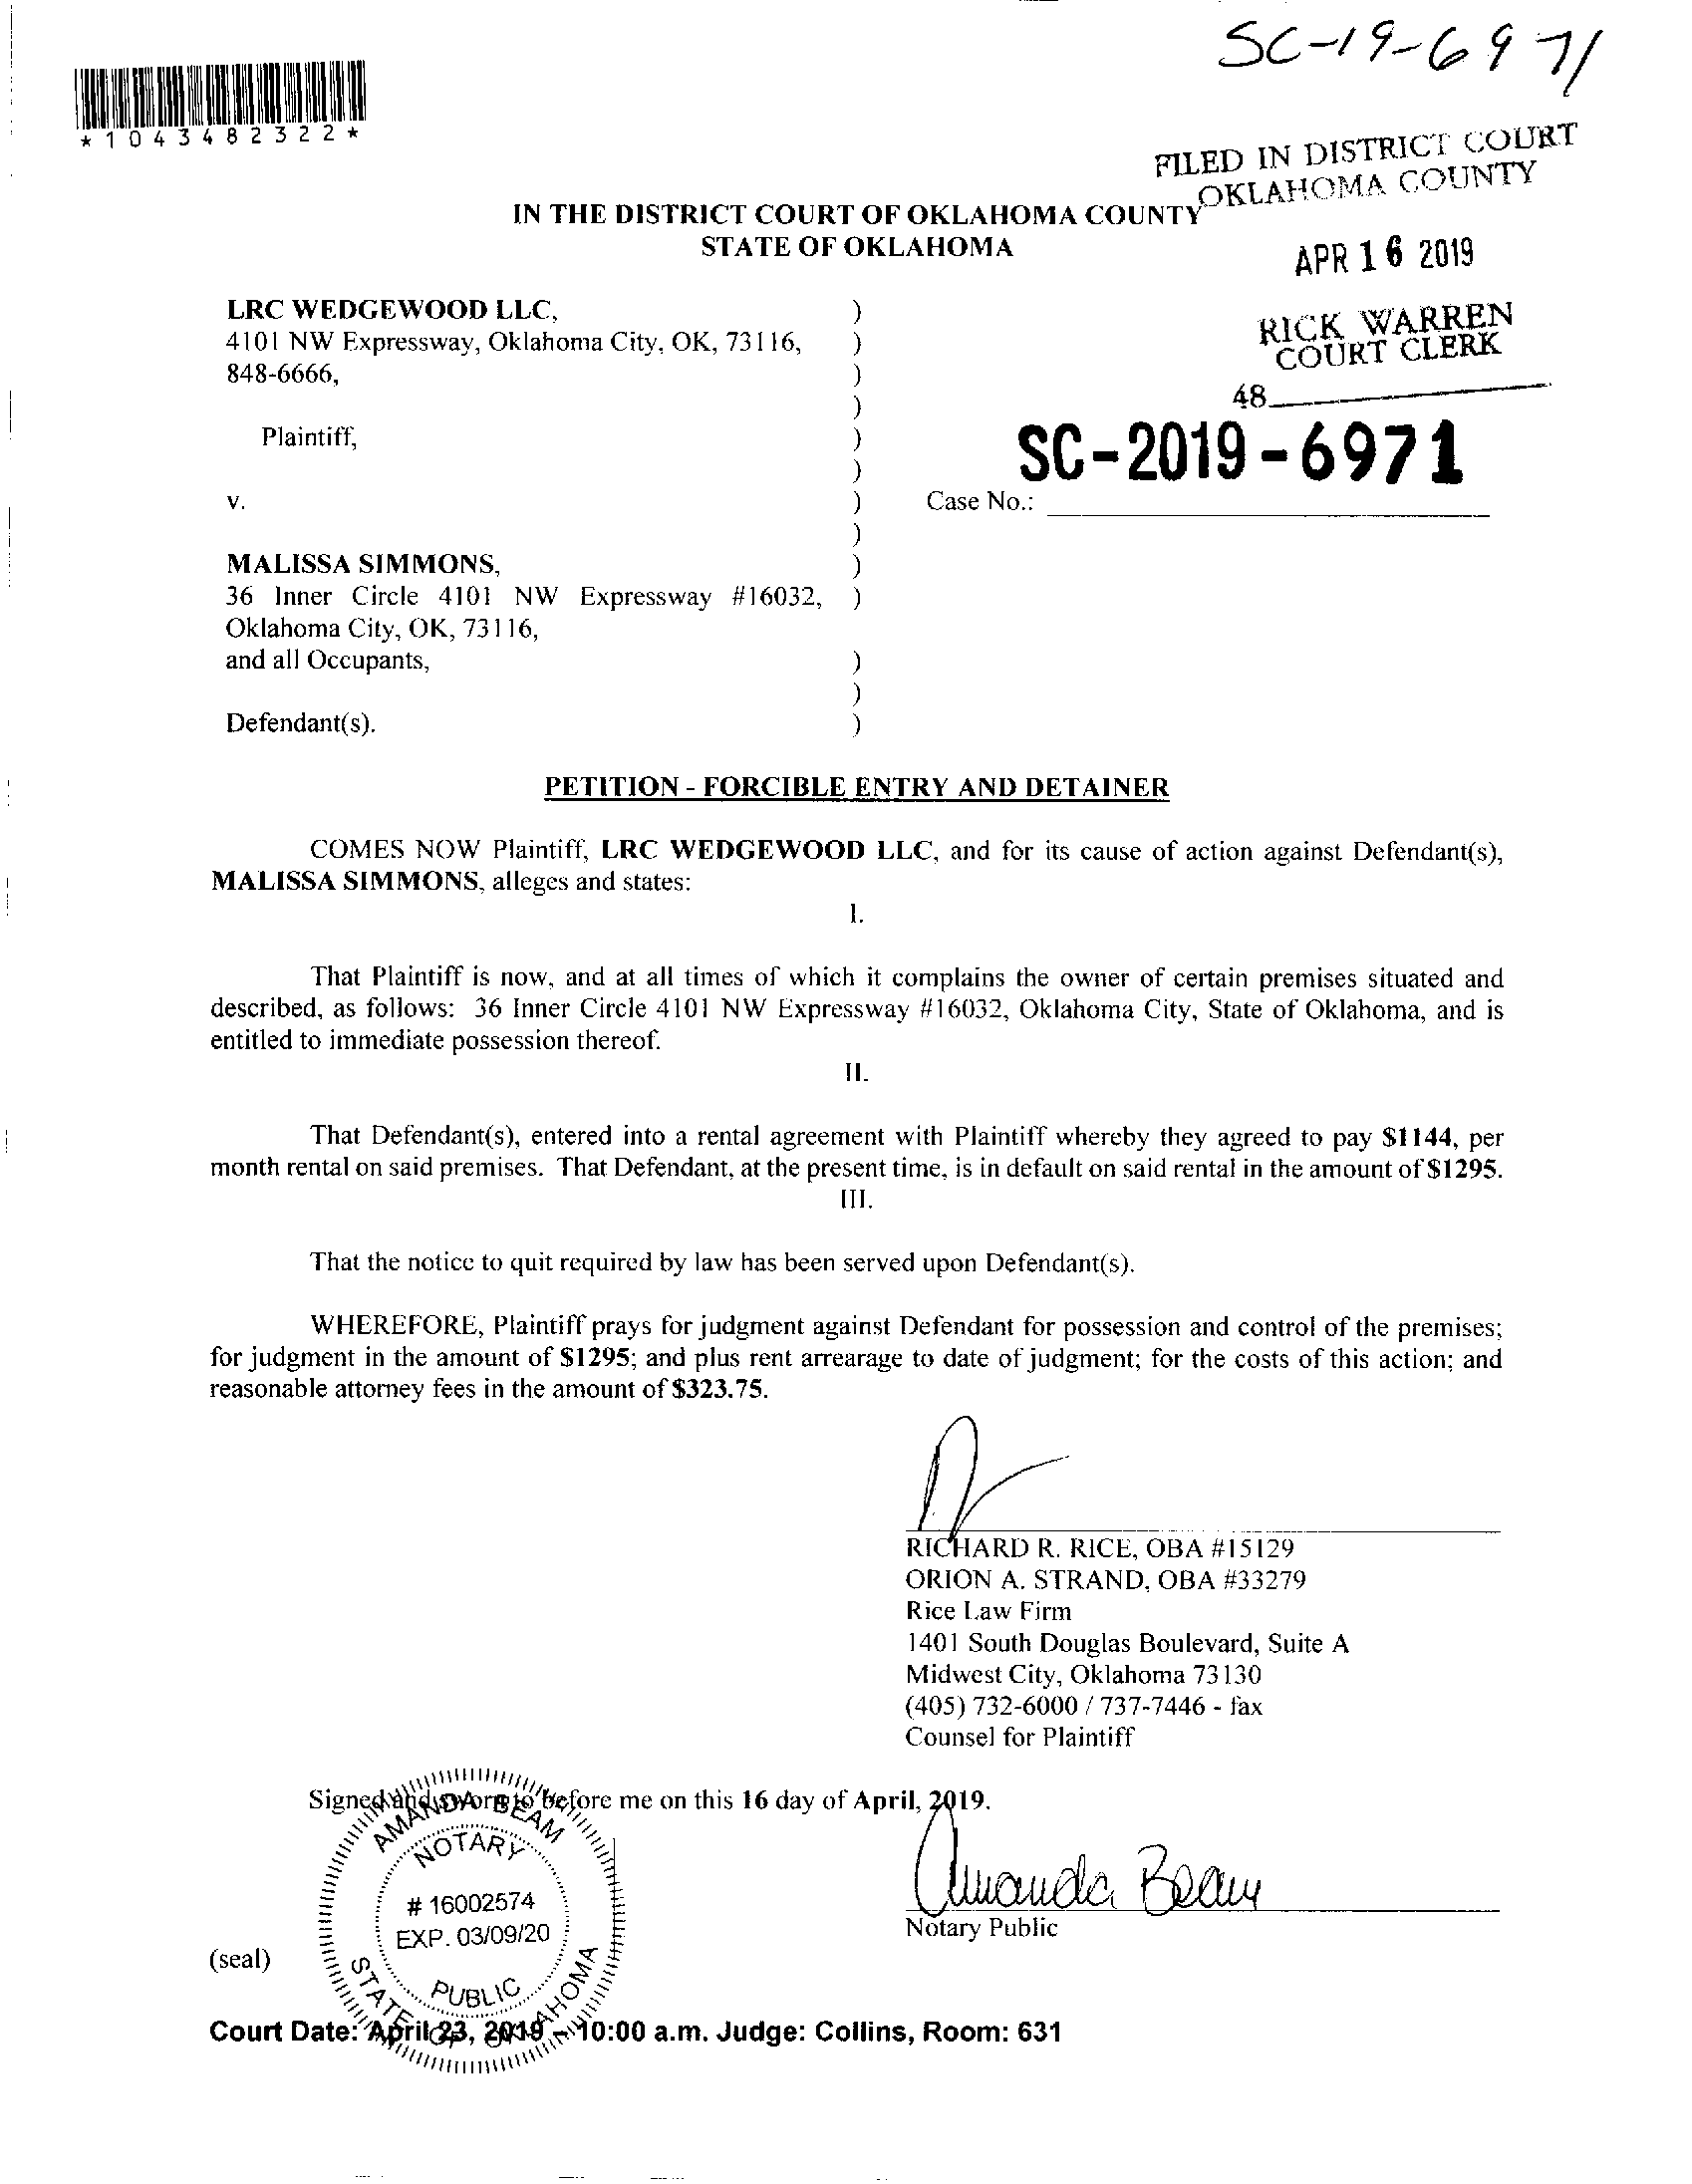 SC-19-6971
*1043482322*
FILED IN DISTRICT COURT
OKLAHOMA COUNTY
IN THE DISTRICT COURT OF OKLAHOMA COUNTY
STATE OF OKLAHOMA
APR 16 2019
RICK WARREN
COURT CLERK
48
LRC WEDGEWOOD LLC, )
4101 NW Expressway, Oklahoma City, OK, 73116, )
848-6666, )
)
Plaintiff, )
)
SC-2019-6971
v. ) Case No.:
)
MALISSA SIMMONS, )
36 Inner Circle 4101 NW Expressway #16032, )
Oklahoma City, OK, 73116,
and all Occupants, )
)
Defendant(s). )
PETITION - FORCIBLE ENTRY AND DETAINER
COMES NOW Plaintiff, LRC WEDGEWOOD LLC, and for its cause of action against Defendant(s),
MALISSA SIMMONS, alleges and states:
I.
That Plaintiff is now, and at all times of which it complains the owner of certain premises situated and
described, as follows: 36 Inner Circle 4101 NW Expressway #16032, Oklahoma City, State of Oklahoma, and is
entitled to immediate possession thereof.
II.
That Defendant(s), entered into a rental agreement with Plaintiff whereby they agreed to pay $1144, per
month rental on said premises. That Defendant, at the present time, is in default on said rental in the amount of $1295.
III.
That the notice to quit required by law has been served upon Defendant(s).
WHEREFORE, Plaintiff prays for judgment against Defendant for possession and control of the premises;
for judgment in the amount of $1295; and plus rent arrearage to date of judgment; for the costs of this action; and
reasonable attorney fees in the amount of $323.75.
RICHARD R. RICE, OBA #15129
ORION A. STRAND, OBA #33279
Rice Law Firm
1401 South Douglas Boulevard, Suite A
Midwest City, Oklahoma 73130
(405) 732-6000 / 737-7446 - fax
Counsel for Plaintiff
Signed and sworn to before me on this 16 day of April, 2019.
AMANDA BEAM
NOTARY
# 16002574
EXP. 03/09/20
PUBLIC
STATE OF OKLAHOMA
Amanda Beam
Notary Public
(seal)
Court Date: April 23, 2019 - 10:00 a.m. Judge: Collins, Room: 631